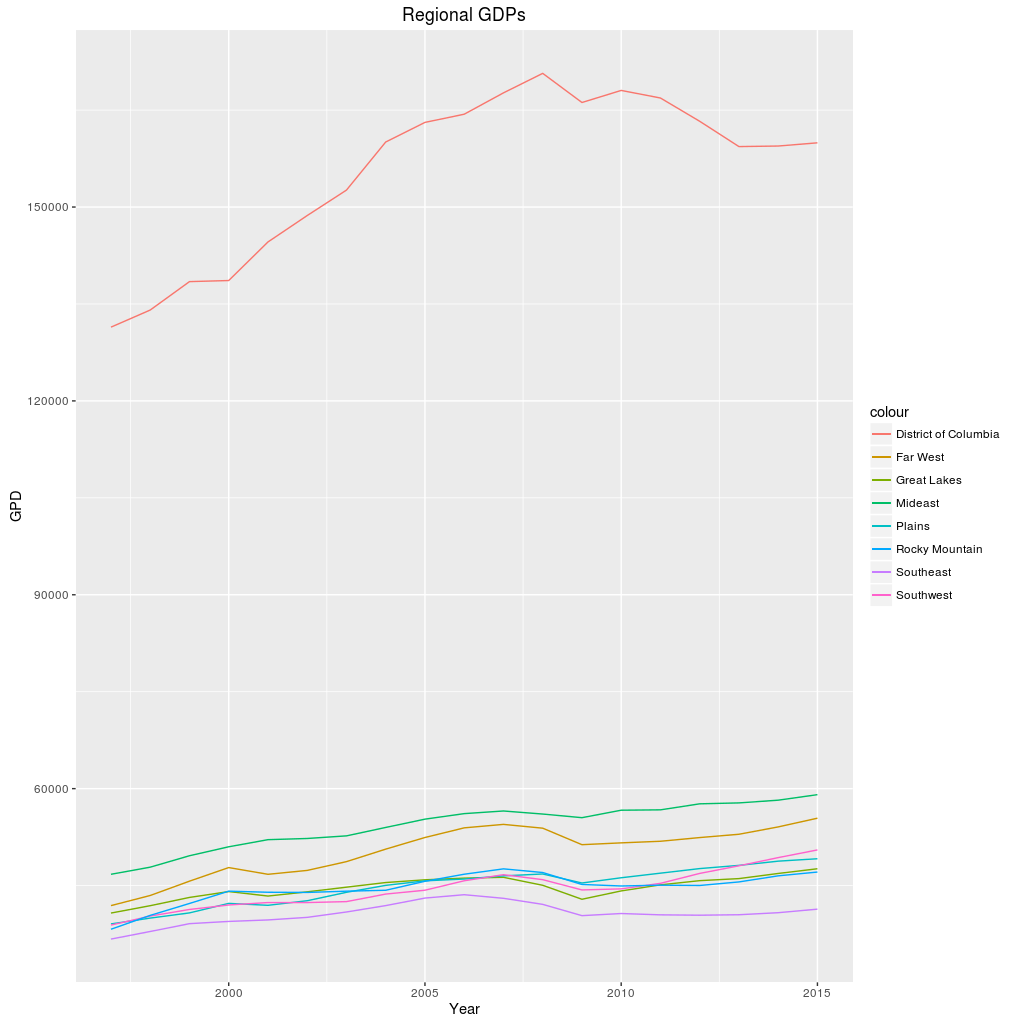 Regional GDPs
GPD
150000
120000
90000
60000
2000
2005
2010
2015
Year
colour
District of Columbia
Far West
Great Lakes
Mideast
Plains
Rocky Mountain
Southeast
Southwest